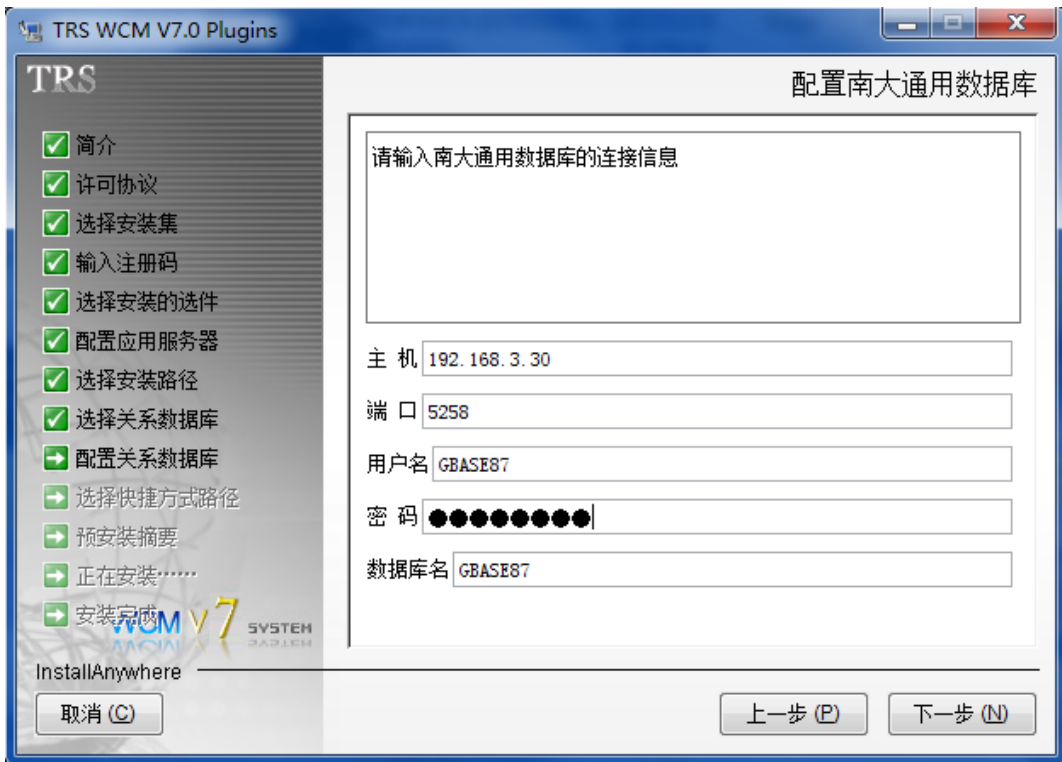 TRS WCM V7.0 Plugins
TRS
配置南大通用数据库
简介
许可协议
选择安装集
输入注册码
选择安装的选件
配置应用服务器
选择安装路径
选择关系数据库
配置关系数据库
选择快捷方式路径
预安装摘要
正在安装……
安装完成
WCM V7 SYSTEM
请输入南大通用数据库的连接信息
主 机 192.168.3.30
端 口 5258
用户名 GBASE87
密 码 ●●●●●●●●
数据库名 GBASE87
InstallAnywhere
取消 (C)
上一步 (P)
下一步 (N)